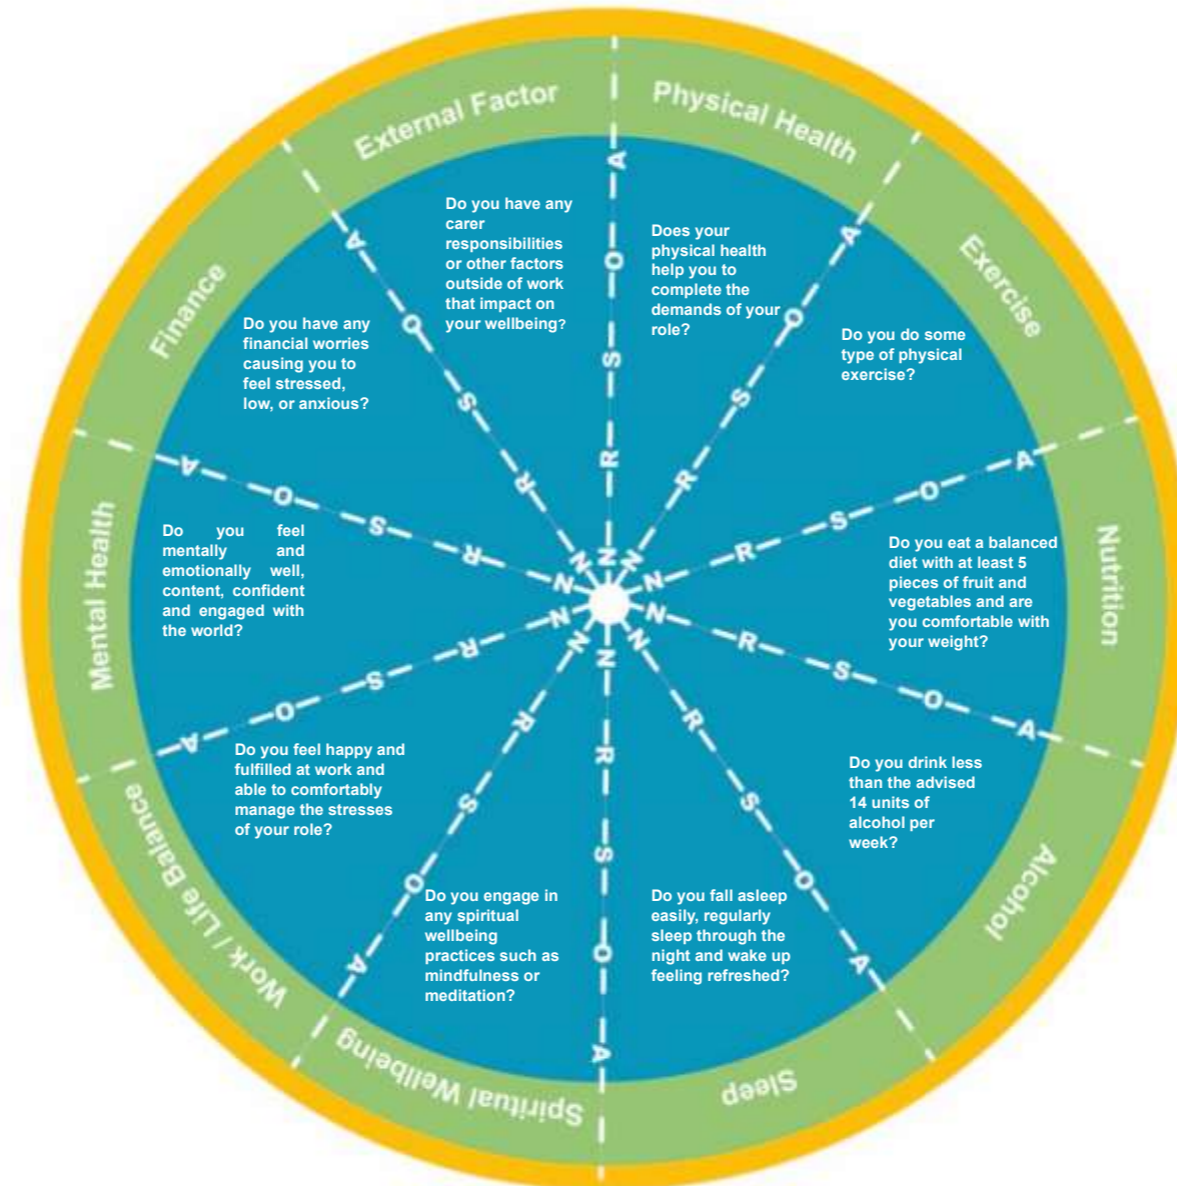 External Factor
Do you have any
carer
responsibilities
or other factors
outside of work
that impact on
your wellbeing?
Physical Health
Does your
physical health
help you to
complete the
demands of your
role?
Exercise
Do you do some
type of physical
exercise?
Nutrition
Do you eat a balanced
diet with at least 5
pieces of fruit and
vegetables and are
you comfortable with
your weight?
Alcohol
Do you drink less
than the advised
14 units of
alcohol per
week?
Sleep
Do you fall asleep
easily, regularly
sleep through the
night and wake up
feeling refreshed?
Spiritual Wellbeing
Do you engage in
any spiritual
wellbeing
practices such as
mindfulness or
meditation?
Work / Life Balance
Do you feel happy and
fulfilled at work and
able to comfortably
manage the stresses
of your role?
Mental Health
Do you feel
mentally and
emotionally well,
content, confident
and engaged with
the world?
Finance
Do you have any
financial worries
causing you to
feel stressed,
low, or anxious?
A O S R N
A O S R N
A O S R N
A O S R N
A O S R N
A O S R N
A O S R N
A O S R N
A O S R N
A O S R N